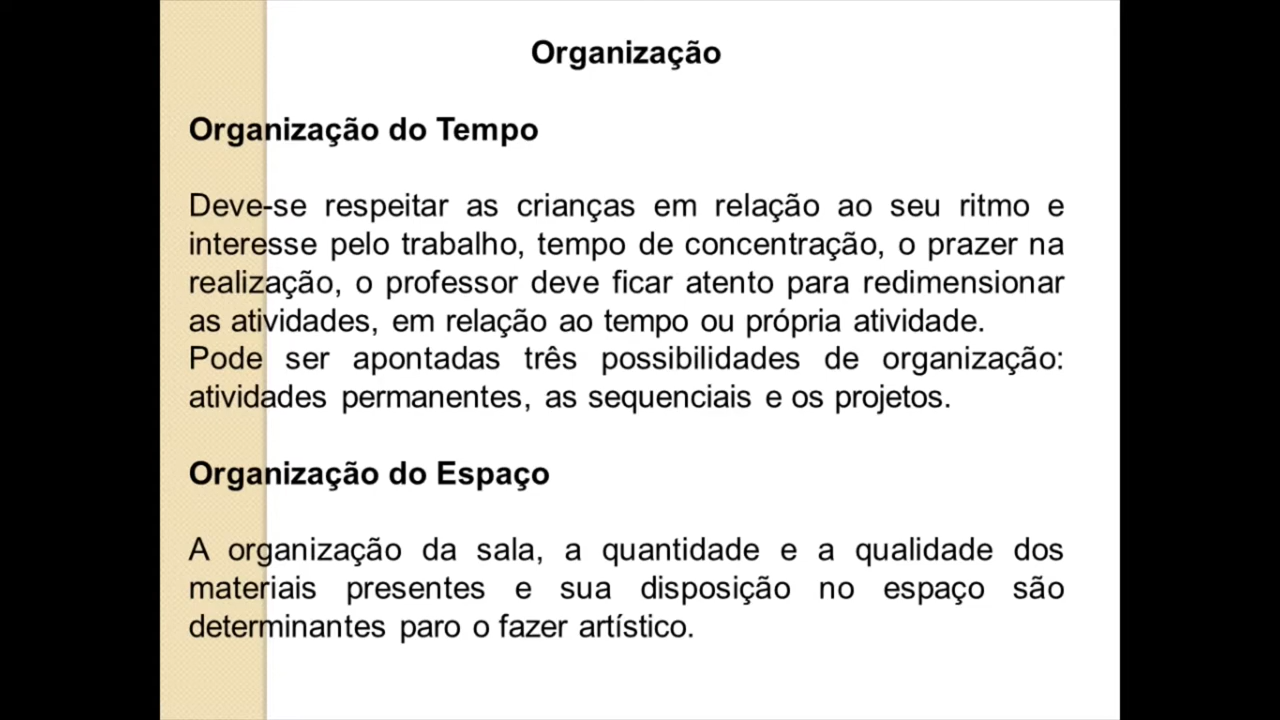 Organização
Organização do Tempo
Deve-se respeitar as crianças em relação ao seu ritmo e
interesse pelo trabalho, tempo de concentração, o prazer na
realização, o professor deve ficar atento para redimensionar
as atividades, em relação ao tempo ou própria atividade.
Pode ser apontadas três possibilidades de organização:
atividades permanentes, as sequenciais e os projetos.
Organização do Espaço
A organização da sala, a quantidade e a qualidade dos
materiais presentes e sua disposição no espaço são
determinantes paro o fazer artístico.